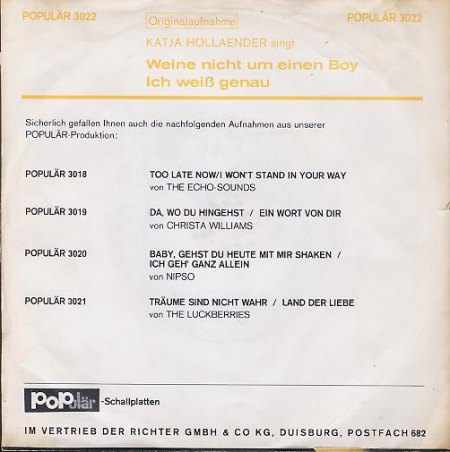 POPULÄR 3022
Originalaufnahme
POPULÄR 3022
KATJA HOLLAENDER singt
Weine nicht um einen Boy
Ich weiß genau
Sicherlich gefallen Ihnen auch die nachfolgenden Aufnahmen aus unserer
POPULÄR-Produktion:
POPULÄR 3018 TOO LATE NOW/I WON'T STAND IN YOUR WAY
von THE ECHO-SOUNDS
POPULÄR 3019 DA, WO DU HINGEHST / EIN WORT VON DIR
von CHRISTA WILLIAMS
POPULÄR 3020 BABY, GEHST DU HEUTE MIT MIR SHAKEN /
ICH GEH' GANZ ALLEIN
von NIPSO
POPULÄR 3021 TRÄUME SIND NICHT WAHR / LAND DER LIEBE
von THE LUCKBERRIES
POPulär -Schallplatten
IM VERTRIEB DER RICHTER GMBH & CO KG, DUISBURG, POSTFACH 682